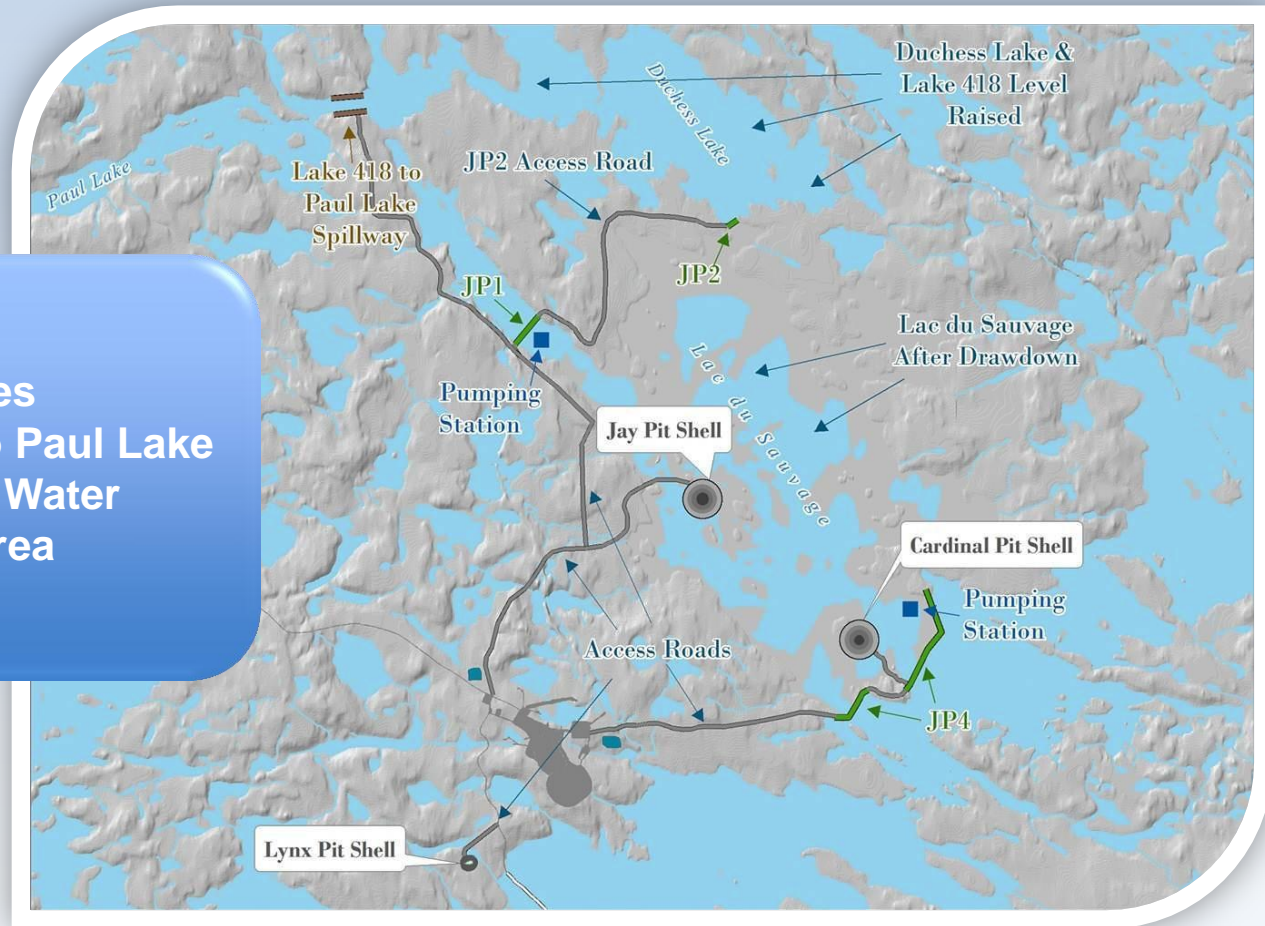 Duchess Lake &
Lake 418 Level
Raised
Duchess Lake
Paul Lake
Lake 418 to
Paul Lake
Spillway
JP2 Access Road
JP2
JP1
Pumping
Station
Lac du Sauvage
After Drawdown
Lac du Sauvage
Jay Pit Shell
es
Paul Lake
Water
rea
Cardinal Pit Shell
Pumping
Station
Access Roads
JP4
Lynx Pit Shell